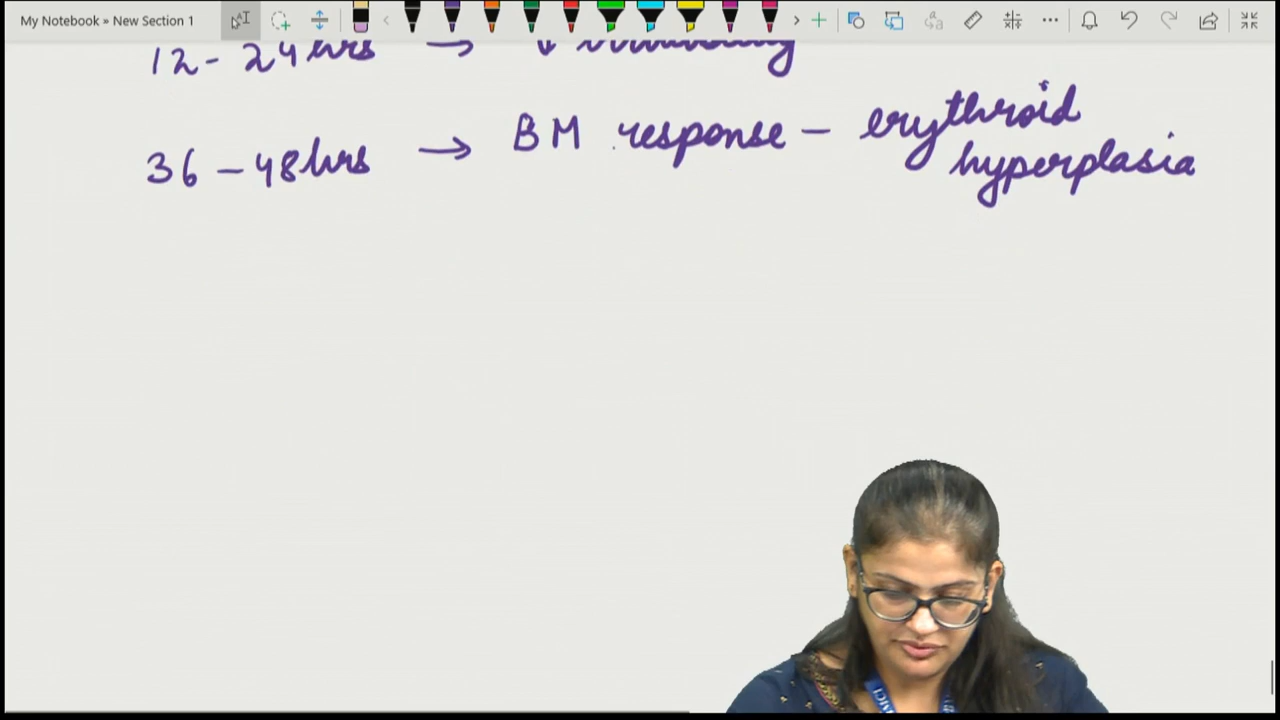 My Notebook » New Section 1
12 - 24 hrs →
36 – 48 hrs → BM response – erythroid
hyperplasia